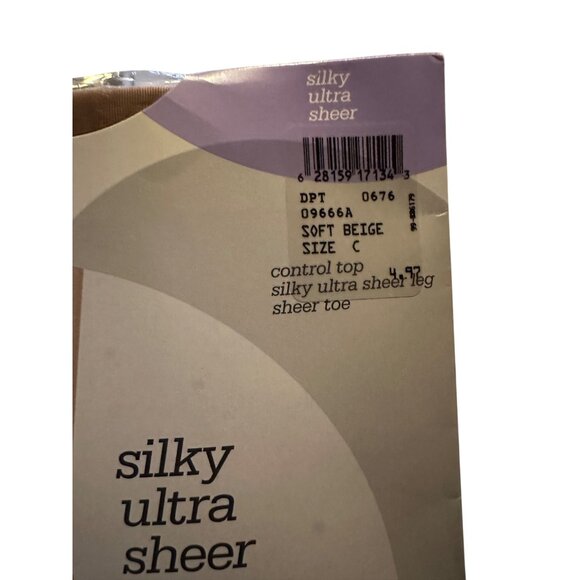 silky
ultra
sheer
6 28159 17134 3
DPT 0676
09666A
SOFT BEIGE
SIZE C
4.97
control top
silky ultra sheer leg
sheer toe
silky
ultra
sheer